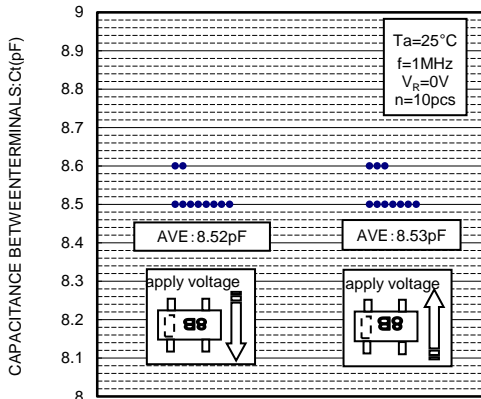 CAPACITANCE BETWEENTERMINALS:Ct(pF)
9
8.9
8.8
8.7
8.6
8.5
8.4
8.3
8.2
8.1
8
Ta=25°C
f=1MHz
VR=0V
n=10pcs
AVE:8.52pF
AVE:8.53pF
apply voltage
8B
apply voltage
8B